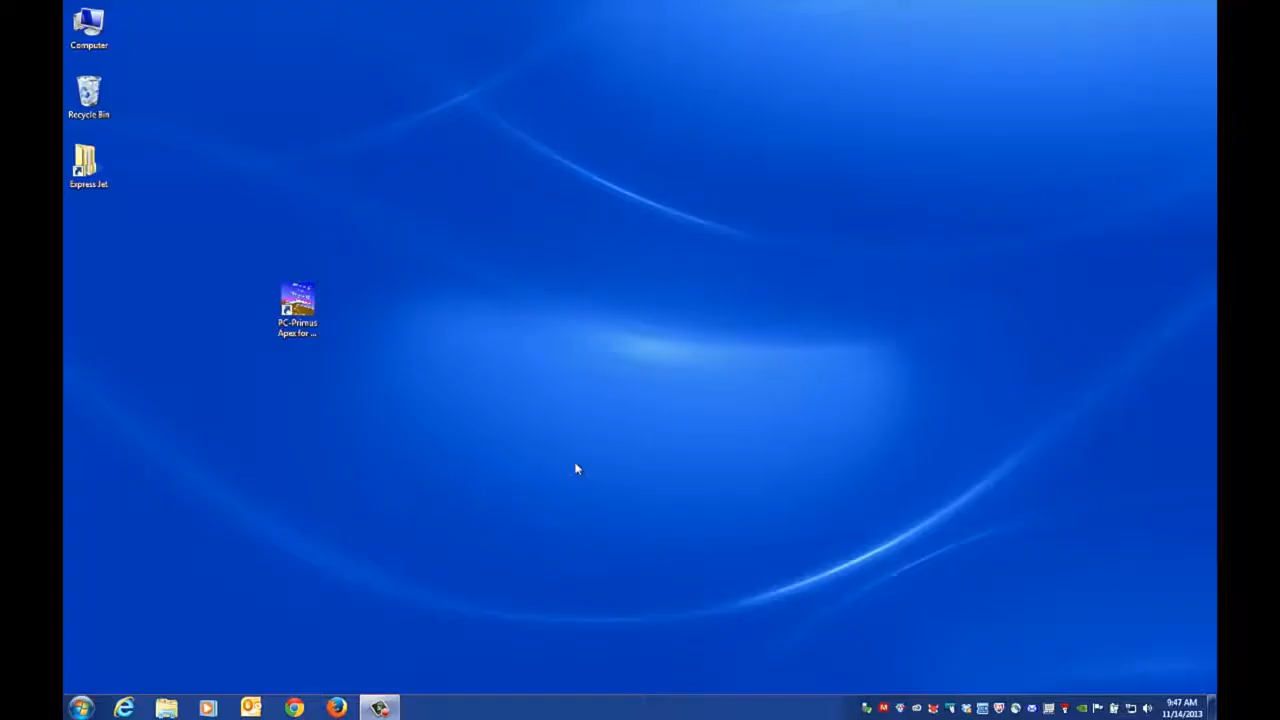 Computer
Recycle Bin
Express Jet
PC-Primus
Apex for ...
9:47 AM
11/14/2013